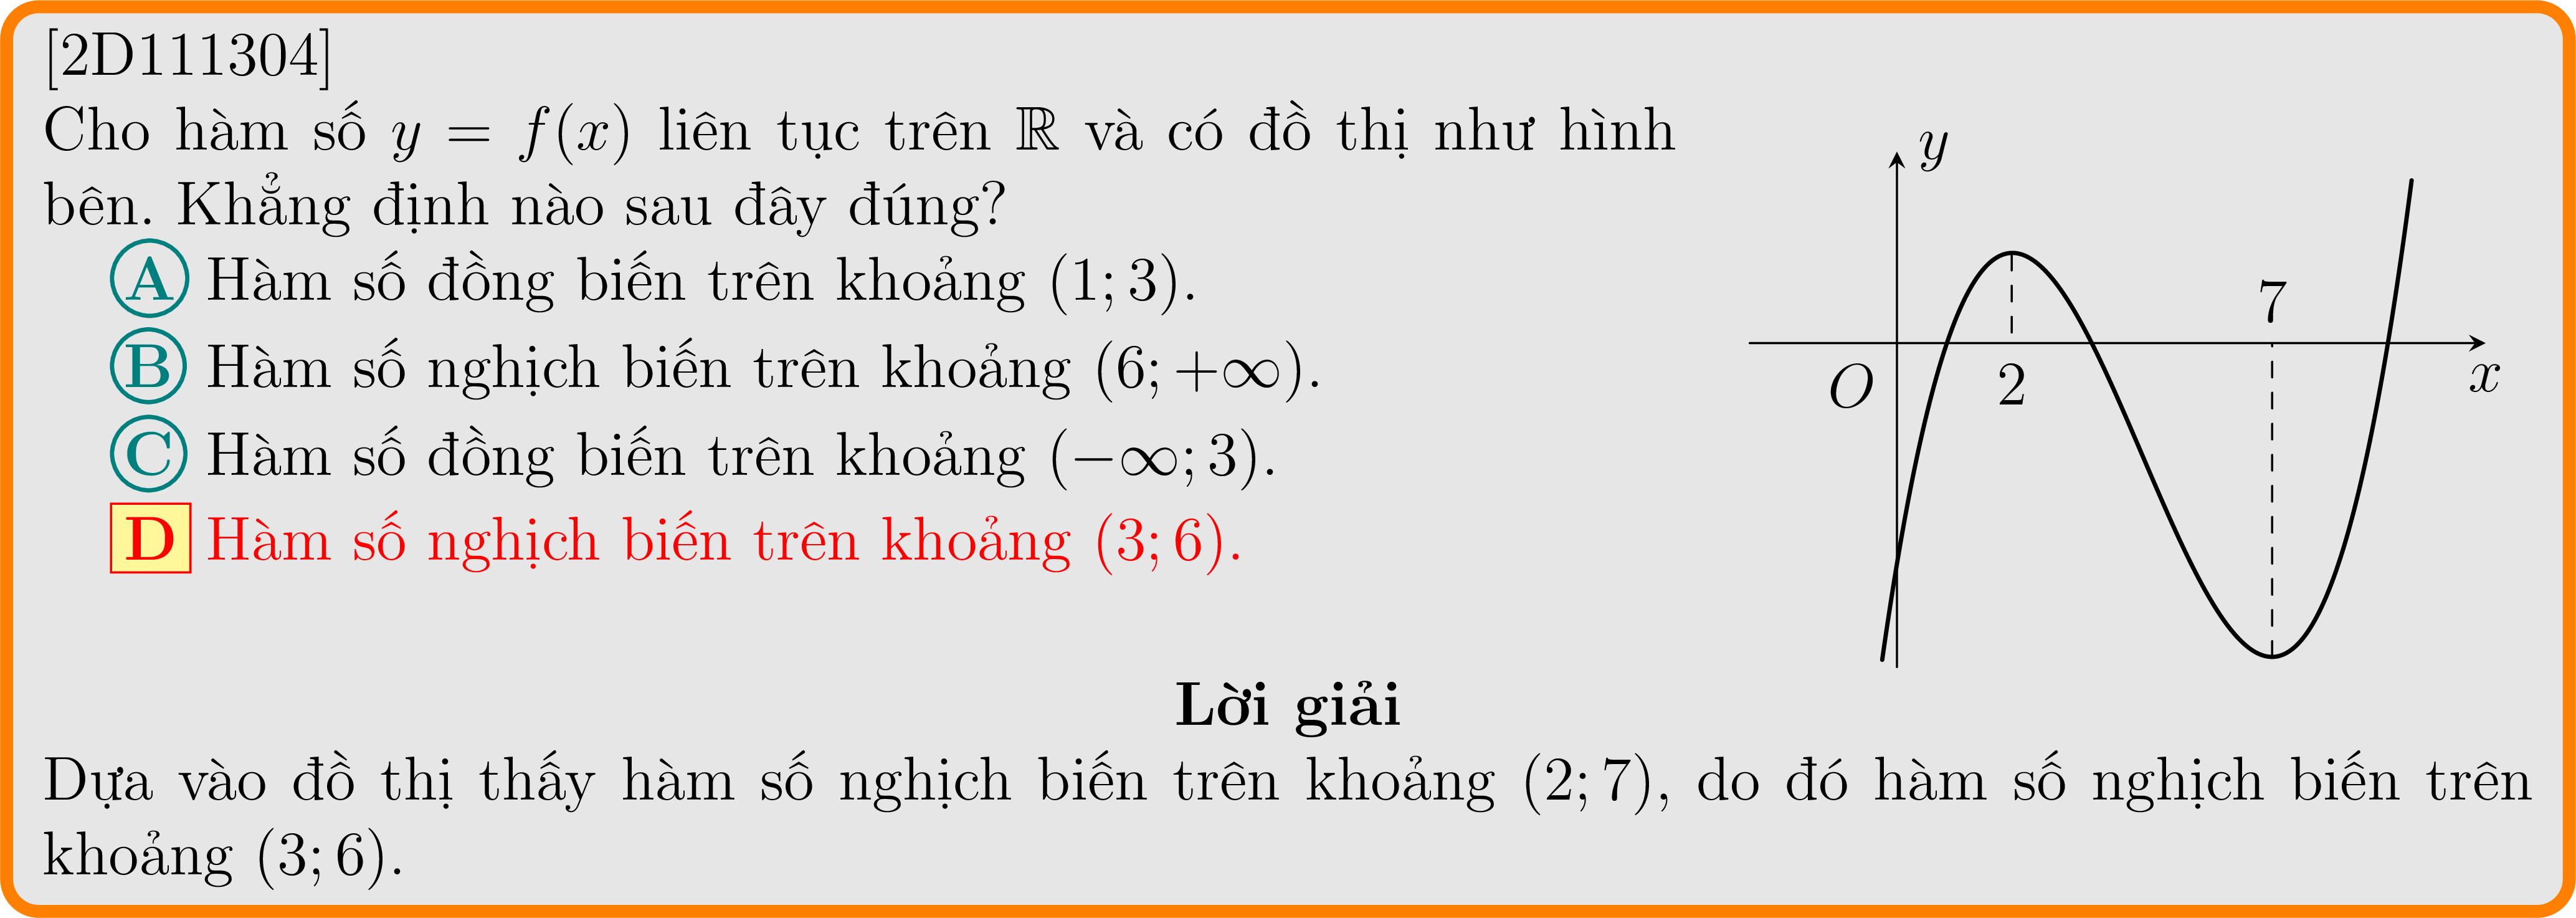 [2D111304]
Cho hàm số y = f(x) liên tục trên ℝ và có đồ thị như hình
bên. Khẳng định nào sau đây đúng?
A Hàm số đồng biến trên khoảng (1; 3).
B Hàm số nghịch biến trên khoảng (6; +∞).
C Hàm số đồng biến trên khoảng (−∞; 3).
D Hàm số nghịch biến trên khoảng (3; 6).
y
7
O
2
x
Lời giải
Dựa vào đồ thị thấy hàm số nghịch biến trên khoảng (2; 7), do đó hàm số nghịch biến trên
khoảng (3; 6).